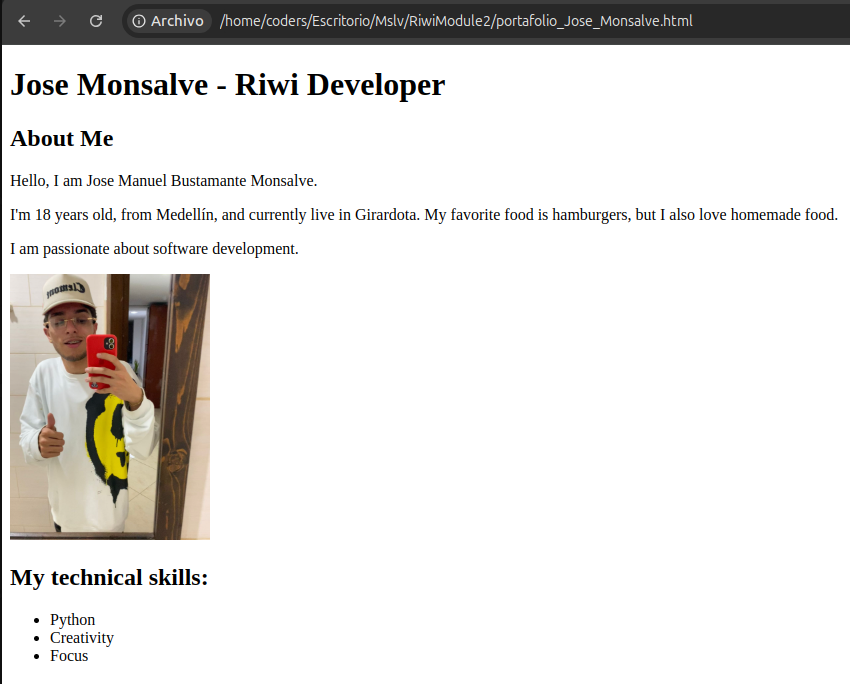 Archivo /home/coders/Escritorio/Mslv/RiwiModule2/portafolio_Jose_Monsalve.html
Jose Monsalve - Riwi Developer
About Me
Hello, I am Jose Manuel Bustamante Monsalve.
I'm 18 years old, from Medellín, and currently live in Girardota. My favorite food is hamburgers, but I also love homemade food.
I am passionate about software development.
My technical skills:
Python
Creativity
Focus